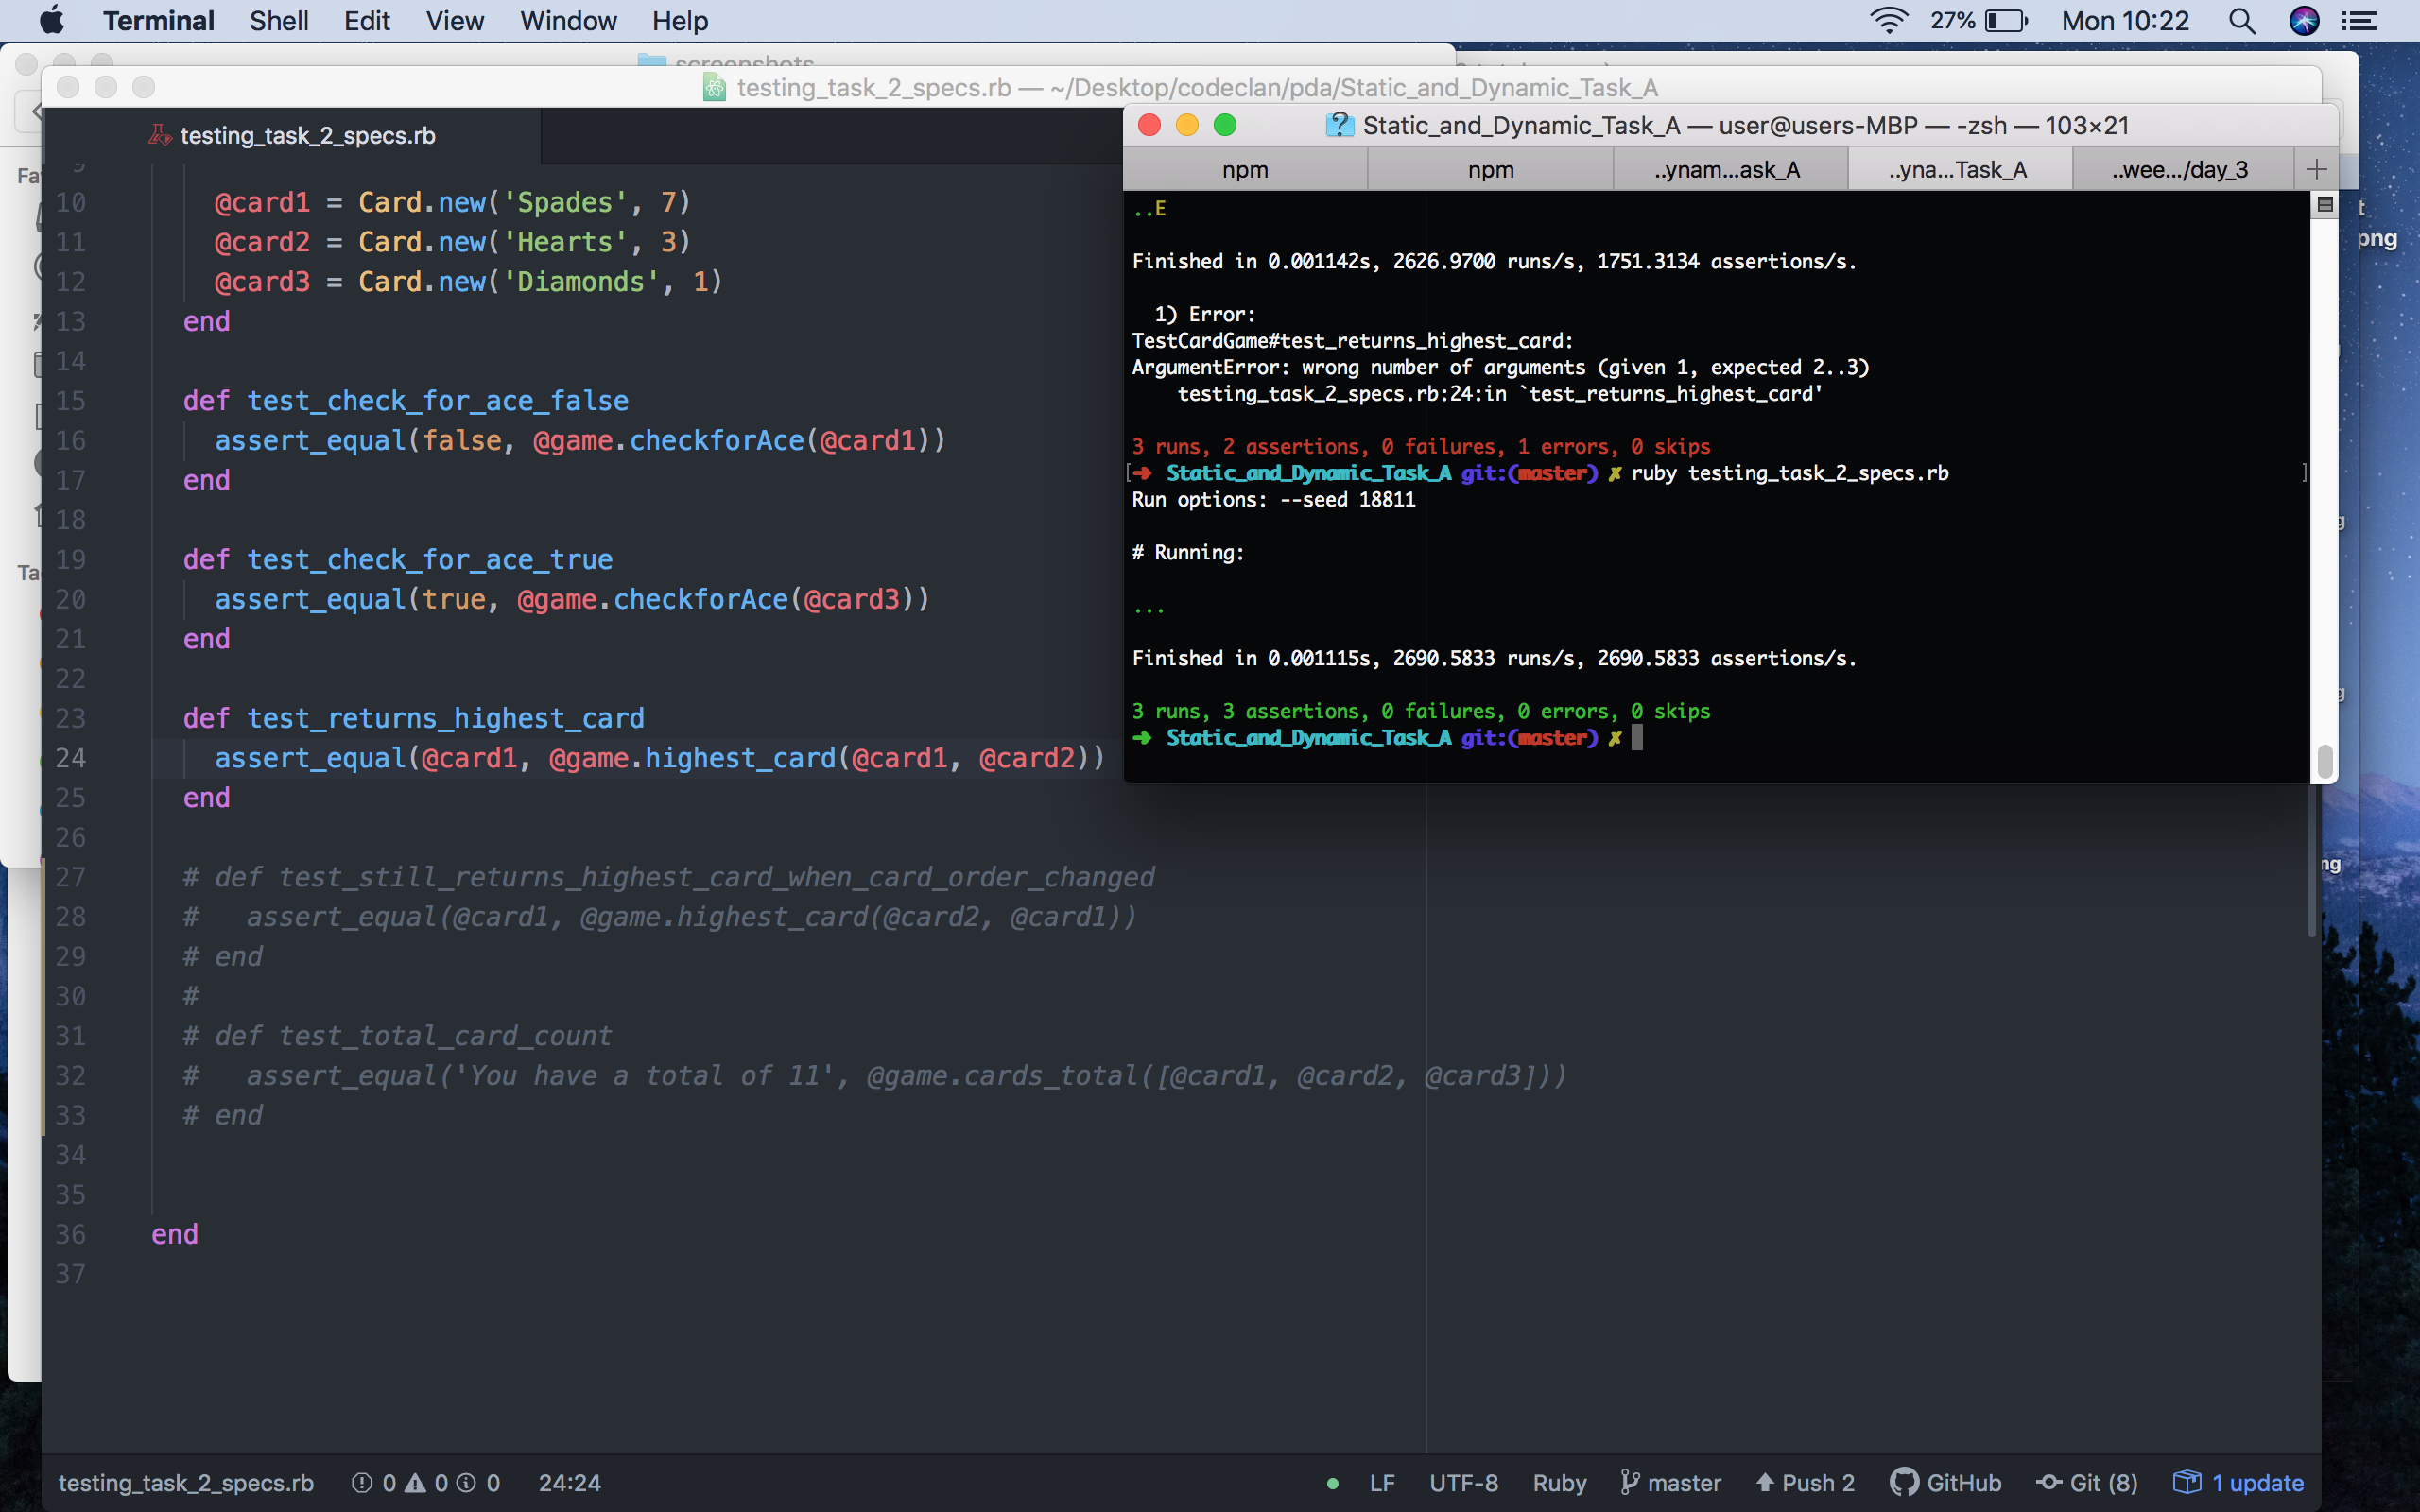 Terminal Shell Edit View Window Help 27% Mon 10:22
screenshots
testing_task_2_specs.rb — ~/Desktop/codeclan/pda/Static_and_Dynamic_Task_A
testing_task_2_specs.rb
9
10 @card1 = Card.new('Spades', 7)
11 @card2 = Card.new('Hearts', 3)
12 @card3 = Card.new('Diamonds', 1)
13 end
14
15 def test_check_for_ace_false
16 assert_equal(false, @game.checkforAce(@card1))
17 end
18
19 def test_check_for_ace_true
20 assert_equal(true, @game.checkforAce(@card3))
21 end
22
23 def test_returns_highest_card
24 assert_equal(@card1, @game.highest_card(@card1, @card2))
25 end
26
27 # def test_still_returns_highest_card_when_card_order_changed
28 # assert_equal(@card1, @game.highest_card(@card2, @card1))
29 # end
30 #
31 # def test_total_card_count
32 # assert_equal('You have a total of 11', @game.cards_total([@card1, @card2, @card3]))
33 # end
34
35
36 end
37
Static_and_Dynamic_Task_A — user@users-MBP — -zsh — 103×21
npm npm ..ynam...ask_A ..yna...Task_A ..wee.../day_3
..E
Finished in 0.001142s, 2626.9700 runs/s, 1751.3134 assertions/s.
1) Error:
TestCardGame#test_returns_highest_card:
ArgumentError: wrong number of arguments (given 1, expected 2..3)
testing_task_2_specs.rb:24:in `test_returns_highest_card'
3 runs, 2 assertions, 0 failures, 1 errors, 0 skips
[➜ Static_and_Dynamic_Task_A git:(master) ✗ ruby testing_task_2_specs.rb ]
Run options: --seed 18811
# Running:
...
Finished in 0.001115s, 2690.5833 runs/s, 2690.5833 assertions/s.
3 runs, 3 assertions, 0 failures, 0 errors, 0 skips
➜ Static_and_Dynamic_Task_A git:(master) ✗
Fa
Ta
png
ng
testing_task_2_specs.rb 0 0 0 24:24 LF UTF-8 Ruby master Push 2 GitHub Git (8) 1 update